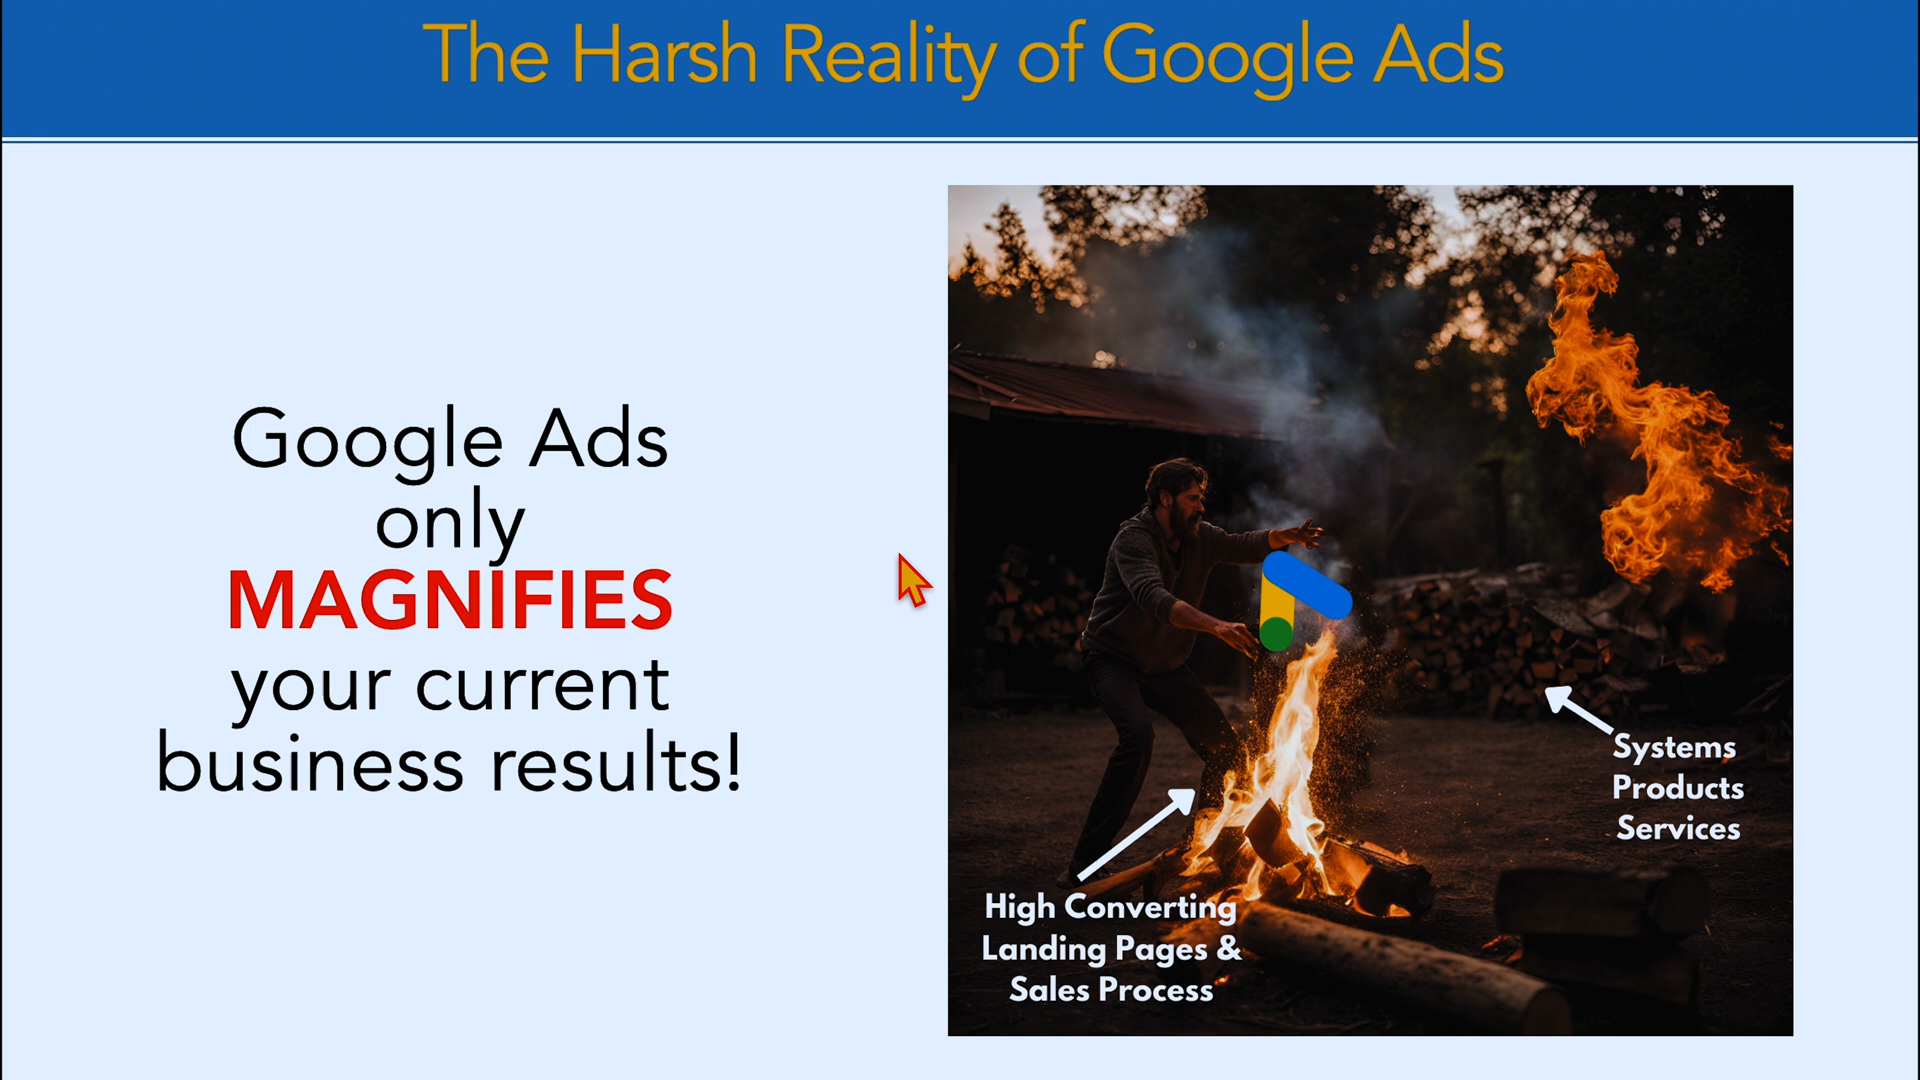 The Harsh Reality of Google Ads
Google Ads
only
MAGNIFIES
your current
business results!
Systems
Products
Services
High Converting
Landing Pages &
Sales Process